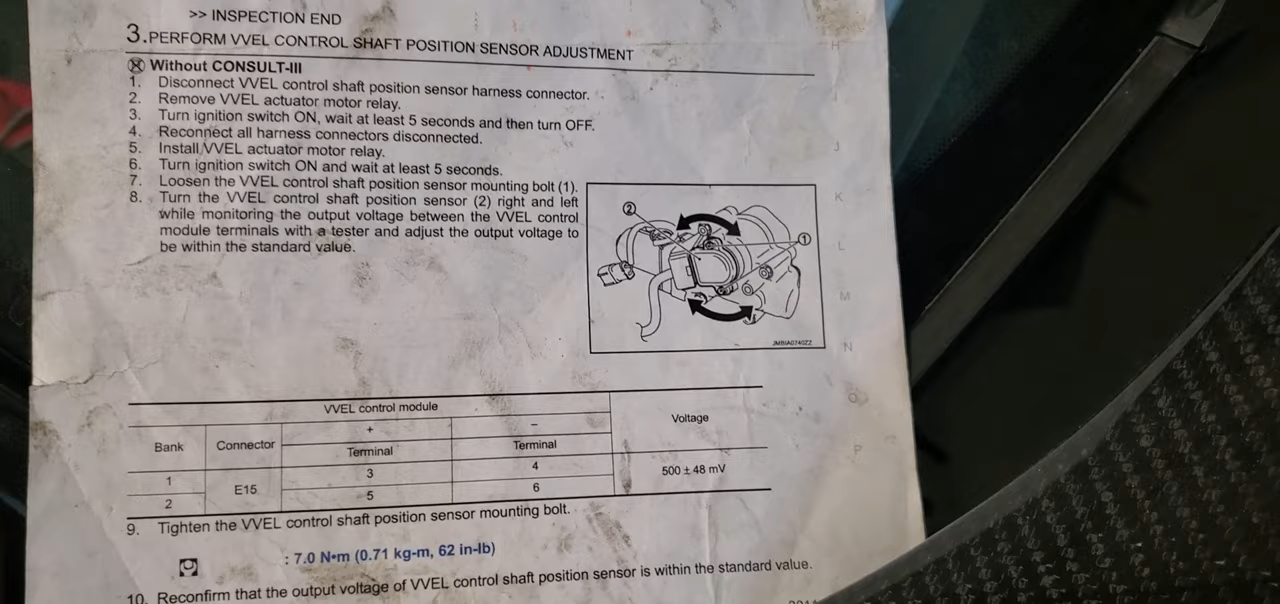 >> INSPECTION END
3.PERFORM VVEL CONTROL SHAFT POSITION SENSOR ADJUSTMENT
Without CONSULT-III
1. Disconnect VVEL control shaft position sensor harness connector.
2. Remove VVEL actuator motor relay.
3. Turn ignition switch ON, wait at least 5 seconds and then turn OFF.
4. Reconnect all harness connectors disconnected.
5. Install VVEL actuator motor relay.
6. Turn ignition switch ON and wait at least 5 seconds.
7. Loosen the VVEL control shaft position sensor mounting bolt (1).
8. Turn the VVEL control shaft position sensor (2) right and left
while monitoring the output voltage between the VVEL control
module terminals with a tester and adjust the output voltage to
be within the standard value.
2
1
JMBIA0740ZZ
H
J
K
L
M
N
O
P
VVEL control module
Voltage
Bank
Connector
+
–
Terminal
Terminal
1
E15
3
4
500 ± 48 mV
2
5
6
9. Tighten the VVEL control shaft position sensor mounting bolt.
: 7.0 N•m (0.71 kg-m, 62 in-lb)
10. Reconfirm that the output voltage of VVEL control shaft position sensor is within the standard value.